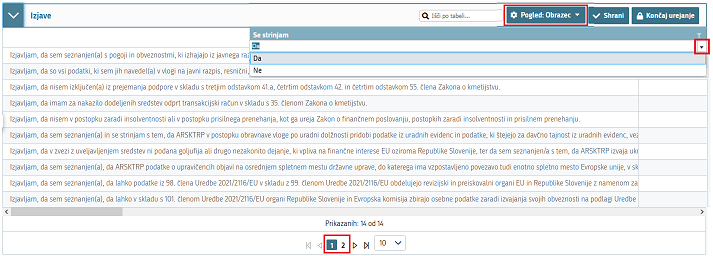 Izjave
Išči po tabeli...
Pogled: Obrazec
Shrani
Končaj urejanje
Se strinjam
Da
Da
Ne
Izjavljam, da sem seznanjen(a) s pogoji in obveznostmi, ki izhajajo iz javnega raz
Izjavljam, da so vsi podatki, ki sem jih navedel(a) v vlogi na javni razpis, resnični,
Izjavljam, da nisem izključen(a) iz prejemanja podpore v skladu s tretjim odstavkom 41.a, četrtim odstavkom 42. in četrtim odstavkom 55. člena Zakona o kmetijstvu.
Izjavljam, da imam za nakazilo dodeljenih sredstev odprt transakcijski račun v skladu s 35. členom Zakona o kmetijstvu.
Izjavljam, da nisem v postopku zaradi insolventnosti ali v postopku prisilnega prenehanja, kot ga ureja Zakon o finančnem poslovanju, postopkih zaradi insolventnosti in prisilnem prenehanju.
Izjavljam, da sem seznanjen(a) in se strinjam s tem, da ARSKTRP v postopku obravnave vloge po uradni dolžnosti pridobi podatke iz uradnih evidenc in podatke, ki štejejo za davčno tajnost iz uradnih evidenc, vez
Izjavljam, da v zvezi z uveljavljenjem sredstev ni podana goljufija ali drugo nezakonito dejanje, ki vpliva na finančne interese EU oziroma Republike Slovenije, ter da sem seznanjen/a s tem, da ARSKTRP izvaja uk
Izjavljam, da sem seznanjen(a), da ARSKTRP podatke o upravičencih objavi na osrednjem spletnem mestu državne uprave, do katerega ima vzpostavljeno povezavo tudi enotno spletno mesto Evropske unije, v sk
Izjavljam, da sem seznanjen(a), da lahko podatke iz 98. člena Uredbe 2021/2116/EU v skladu z 99. členom Uredbe 2021/2116/EU obdelujejo revizijski in preiskovalni organi EU in Republike Slovenije z namenom za
Izjavljam, da sem seznanjen(a), da lahko v skladu s 101. členom Uredbe 2021/2116/EU organi Republike Slovenije in Evropska komisija zbirajo osebne podatke zaradi izvajanja svojih obveznosti na podlagi Uredbe
Prikazanih: 14 od 14
1 2 10